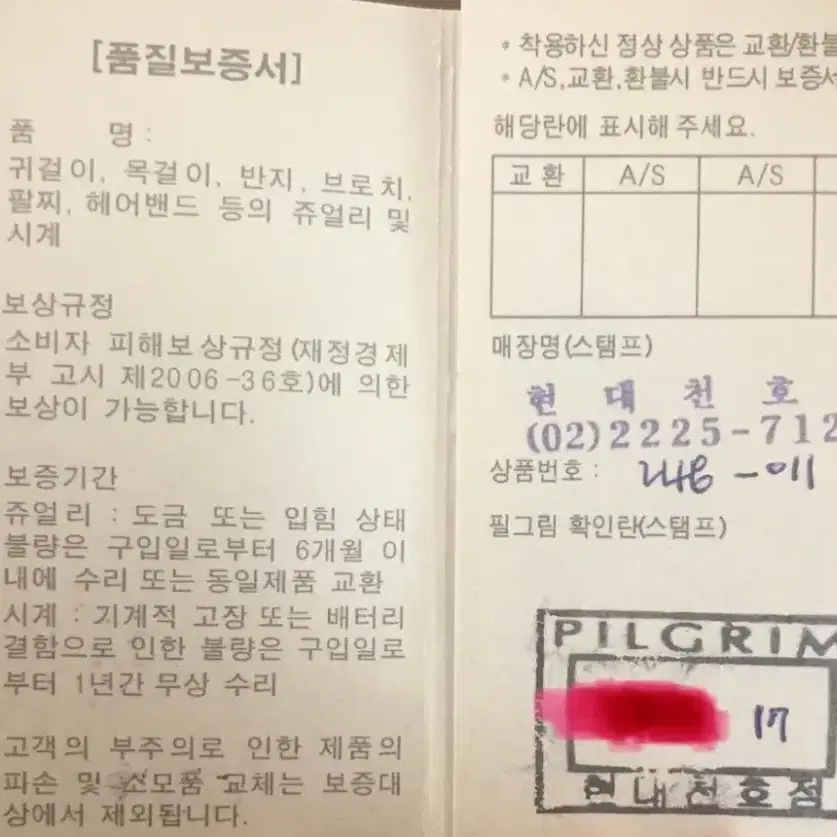 [품질보증서]
품 명 :
귀걸이, 목걸이, 반지, 브로치,
팔찌, 헤어밴드 등의 쥬얼리 및
시계
보상규정
소비자 피해보상규정(재정경제
부 고시 제2006-36호)에 의한
보상이 가능합니다.
보증기간
쥬얼리 : 도금 또는 입힘 상태
불량은 구입일로부터 6개월 이
내에 수리 또는 동일제품 교환
시계 : 기계적 고장 또는 배터리
결함으로 인한 불량은 구입일로
부터 1년간 무상 수리
고객의 부주의로 인한 제품의
파손 및 소모품 교체는 보증대
상에서 제외됩니다.
* 착용하신 정상 상품은 교환/환불
* A/S,교환,환불시 반드시 보증서
해당란에 표시해 주세요.
교환 A/S A/S
매장명(스탬프)
현 대 천 호
(02)2225-712
상품번호 :
필그림 확인란(스탬프)
PILGRIM
17
현대천호점